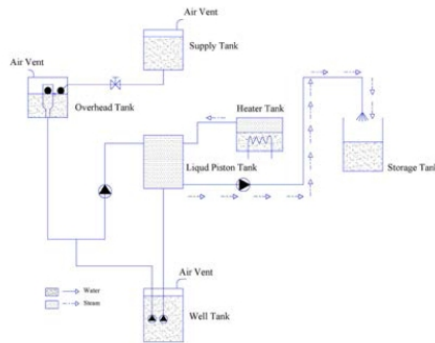 Air Vent
Supply Tank
Air Vent
Overhead Tank
Heater Tank
Liqud Piston Tank
Storage Tank
Air Vent
Water
Steam
Well Tank